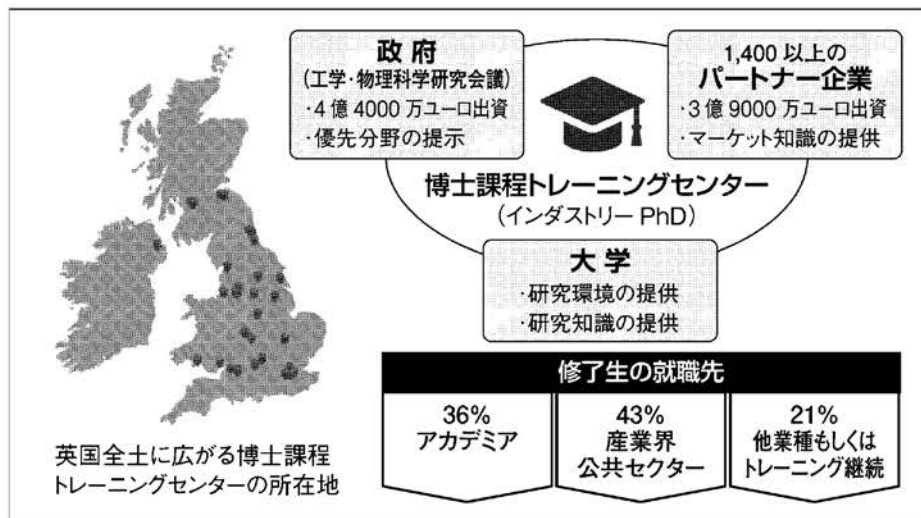 政府
(工学・物理科学研究会議)
・4億4000万ユーロ出資
・優先分野の提示
1,400以上の
パートナー企業
・3億9000万ユーロ出資
・マーケット知識の提供
博士課程トレーニングセンター
(インダストリーPhD)
大学
・研究環境の提供
・研究知識の提供
修了生の就職先
36%
アカデミア
43%
産業界
公共セクター
21%
他業種もしくは
トレーニング継続
英国全土に広がる博士課程
トレーニングセンターの所在地